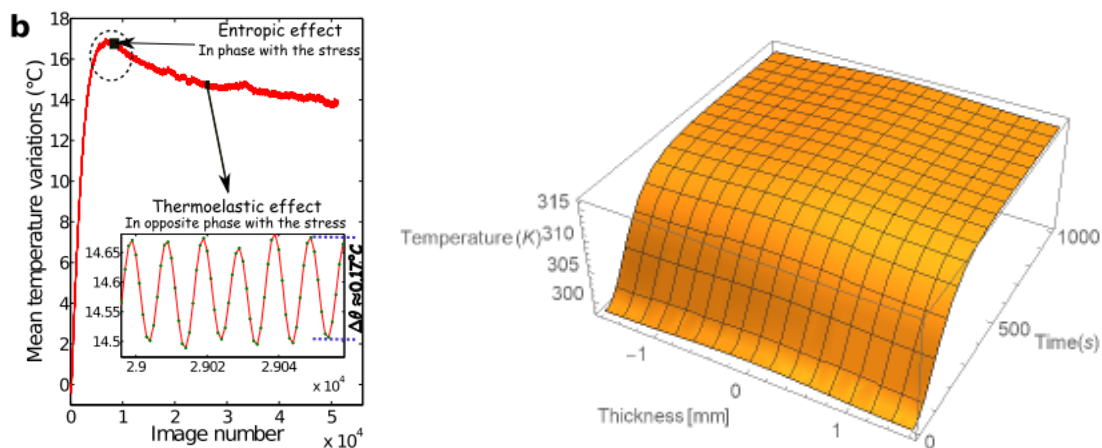 b
Mean temperature variations (°C)
18
16
14
12
10
8
6
4
2
0
Entropic effect
In phase with the stress
Thermoelastic effect
In opposite phase with the stress
14.65
14.6
14.55
14.5
Δθ≈0.17°C
2.9 2.902 2.904
x 10⁴
0 1 2 3 4 5
Image number
x 10⁴
315
Temperature (K)
310
305
300
−1
0
1
Thickness [mm]
1000
500
Time(s)
0